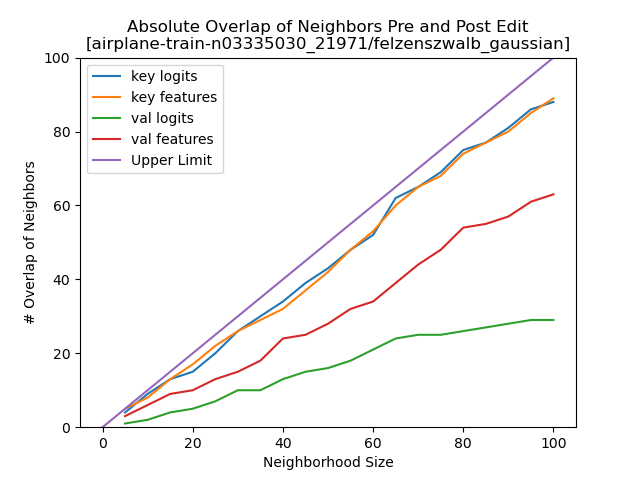 Absolute Overlap of Neighbors Pre and Post Edit
[airplane-train-n03335030_21971/felzenszwalb_gaussian]
key logits
key features
val logits
val features
Upper Limit
# Overlap of Neighbors
100
80
60
40
20
0
0 20 40 60 80 100
Neighborhood Size